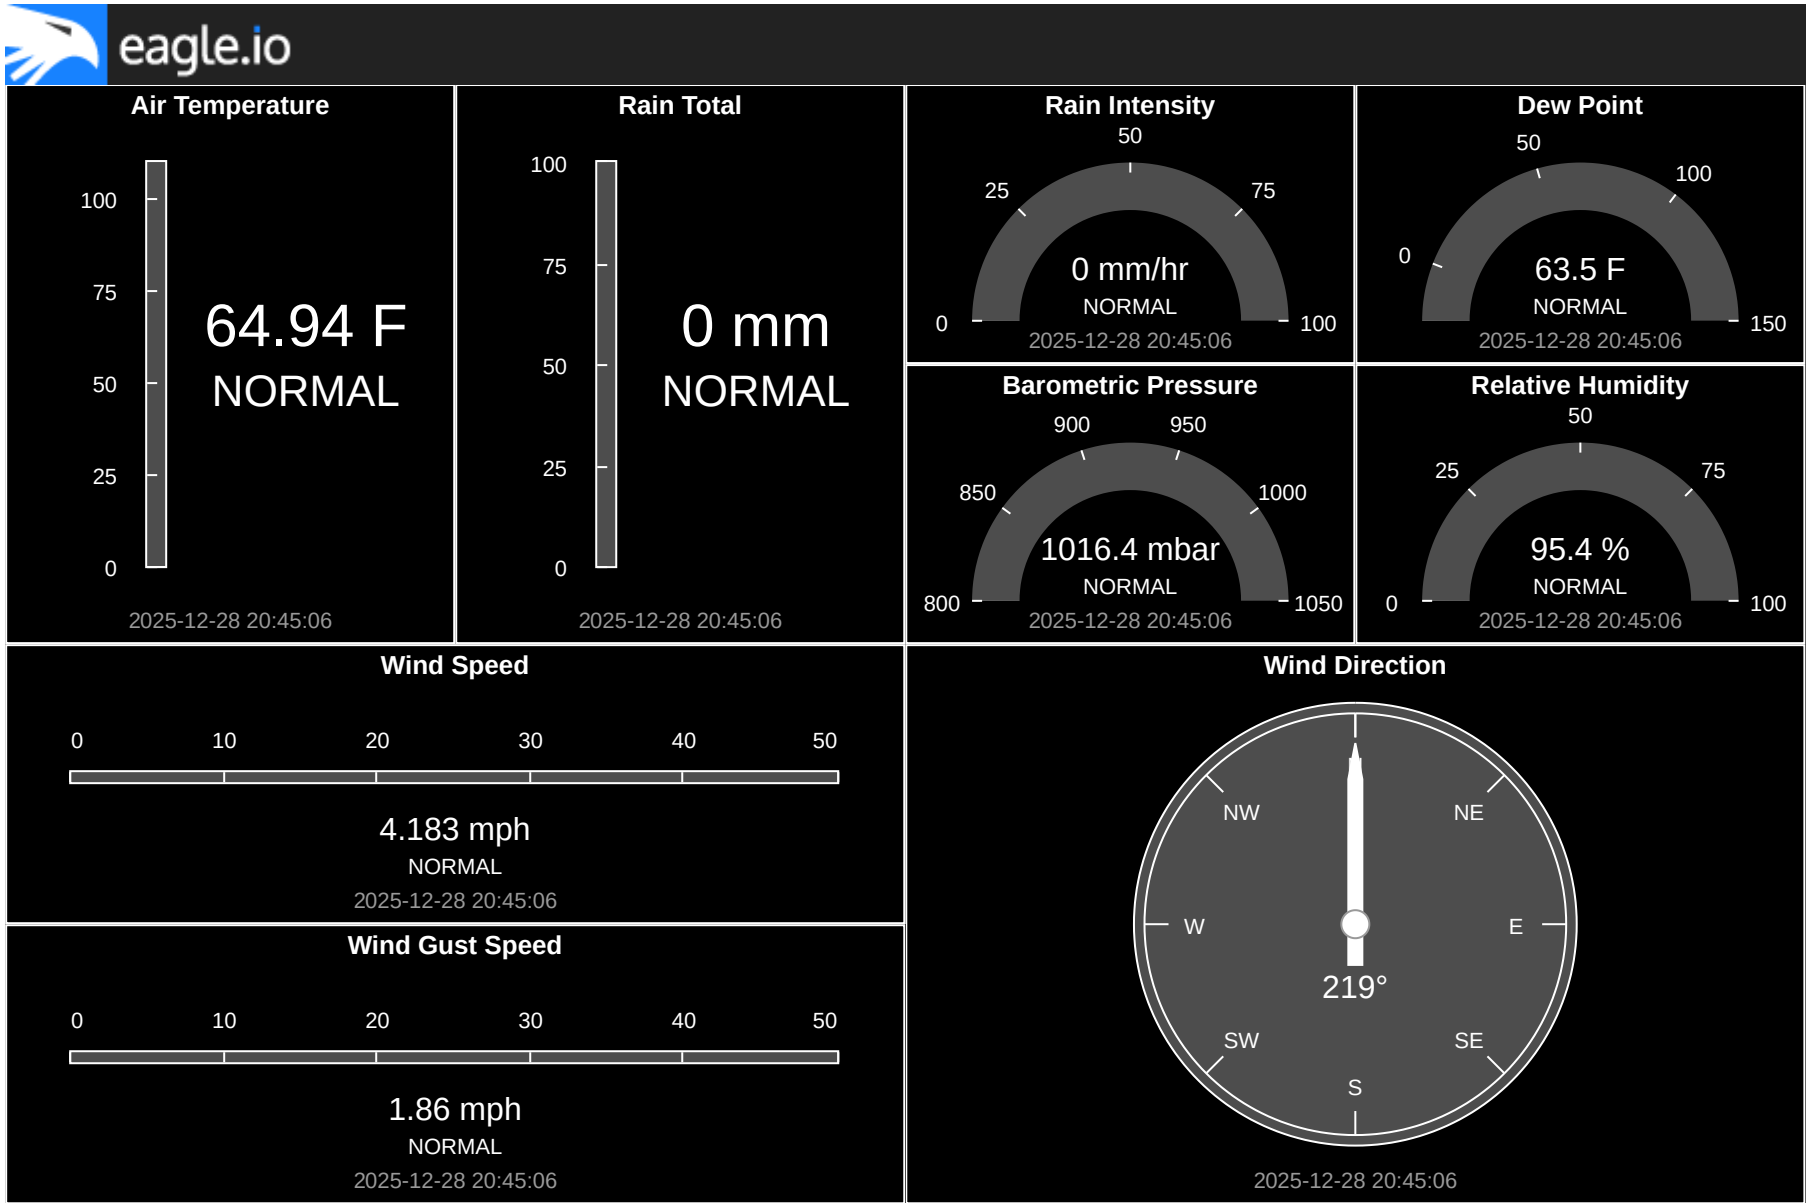 eagle.io
Air Temperature
100
75
50
25
0
64.94 F
NORMAL
2025-12-28 20:45:06
Rain Total
100
75
50
25
0
0 mm
NORMAL
2025-12-28 20:45:06
Rain Intensity
50
25
75
0
100
0 mm/hr
NORMAL
2025-12-28 20:45:06
Dew Point
50
100
0
150
63.5 F
NORMAL
2025-12-28 20:45:06
Barometric Pressure
900
950
850
1000
800
1050
1016.4 mbar
NORMAL
2025-12-28 20:45:06
Relative Humidity
50
25
75
0
100
95.4 %
NORMAL
2025-12-28 20:45:06
Wind Speed
0 10 20 30 40 50
4.183 mph
NORMAL
2025-12-28 20:45:06
Wind Gust Speed
0 10 20 30 40 50
1.86 mph
NORMAL
2025-12-28 20:45:06
Wind Direction
NW
NE
W
E
219°
SW
SE
S
2025-12-28 20:45:06